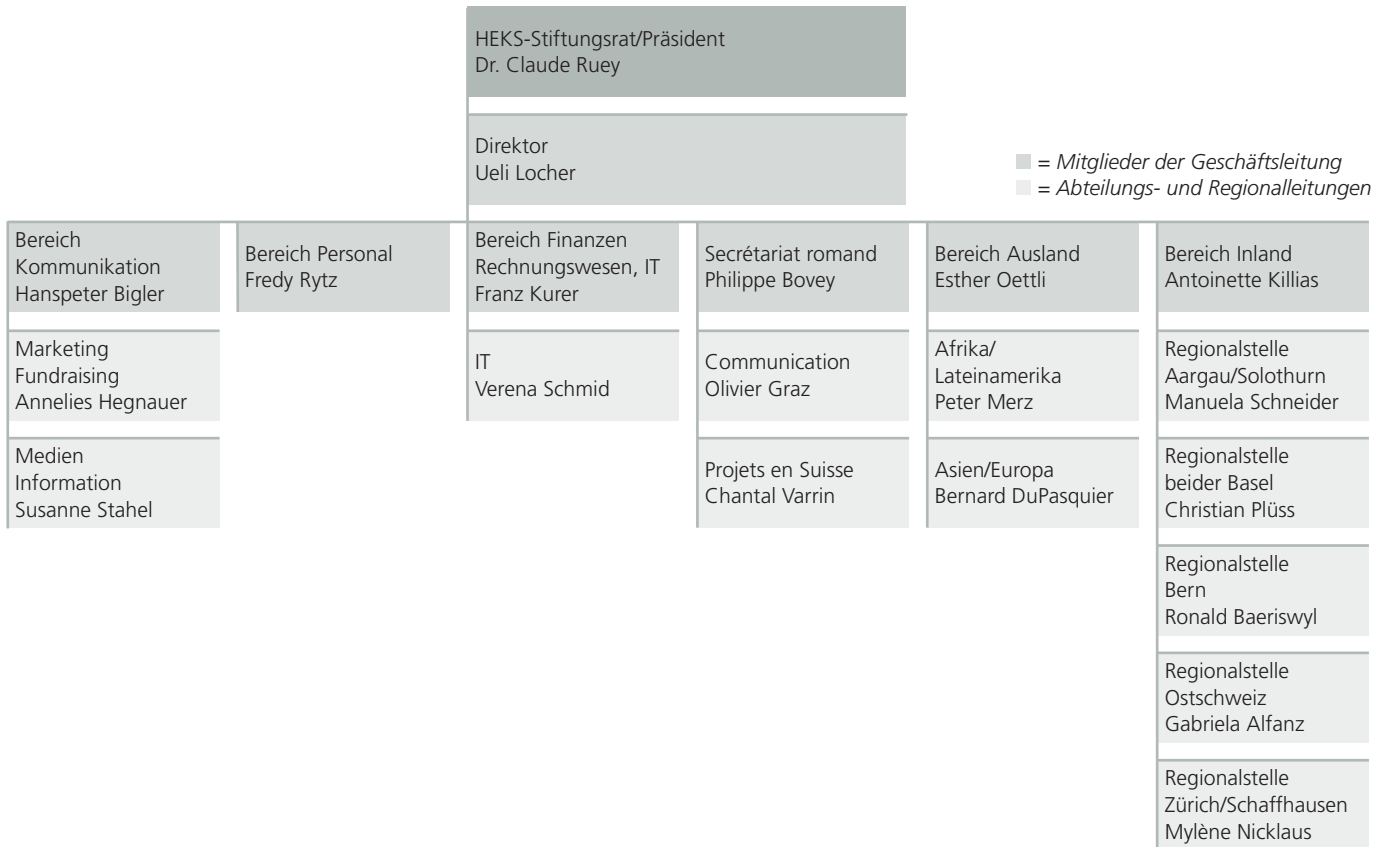 HEKS-Stiftungsrat/Präsident
Dr. Claude Ruey
Direktor
Ueli Locher
= Mitglieder der Geschäftsleitung
= Abteilungs- und Regionalleitungen
Bereich
Kommunikation
Hanspeter Bigler
Bereich Personal
Fredy Rytz
Bereich Finanzen
Rechnungswesen, IT
Franz Kurer
Secrétariat romand
Philippe Bovey
Bereich Ausland
Esther Oettli
Bereich Inland
Antoinette Killias
Marketing
Fundraising
Annelies Hegnauer
IT
Verena Schmid
Communication
Olivier Graz
Afrika/
Lateinamerika
Peter Merz
Regionalstelle
Aargau/Solothurn
Manuela Schneider
Medien
Information
Susanne Stahel
Projets en Suisse
Chantal Varrin
Asien/Europa
Bernard DuPasquier
Regionalstelle
beider Basel
Christian Plüss
Regionalstelle
Bern
Ronald Baeriswyl
Regionalstelle
Ostschweiz
Gabriela Alfanz
Regionalstelle
Zürich/Schaffhausen
Mylène Nicklaus